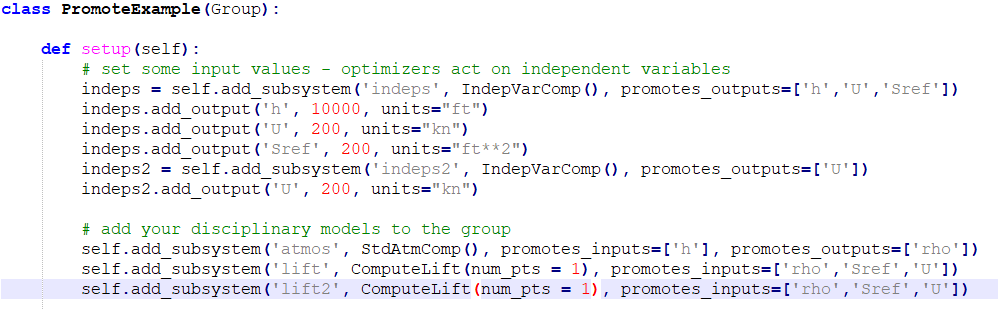 class PromoteExample(Group):
def setup(self):
# set some input values - optimizers act on independent variables
indeps = self.add_subsystem('indeps', IndepVarComp(), promotes_outputs=['h','U','Sref'])
indeps.add_output('h', 10000, units="ft")
indeps.add_output('U', 200, units="kn")
indeps.add_output('Sref', 200, units="ft**2")
indeps2 = self.add_subsystem('indeps2', IndepVarComp(), promotes_outputs=['U'])
indeps2.add_output('U', 200, units="kn")
# add your disciplinary models to the group
self.add_subsystem('atmos', StdAtmComp(), promotes_inputs=['h'], promotes_outputs=['rho'])
self.add_subsystem('lift', ComputeLift(num_pts = 1), promotes_inputs=['rho','Sref','U'])
self.add_subsystem('lift2', ComputeLift(num_pts = 1), promotes_inputs=['rho','Sref','U'])